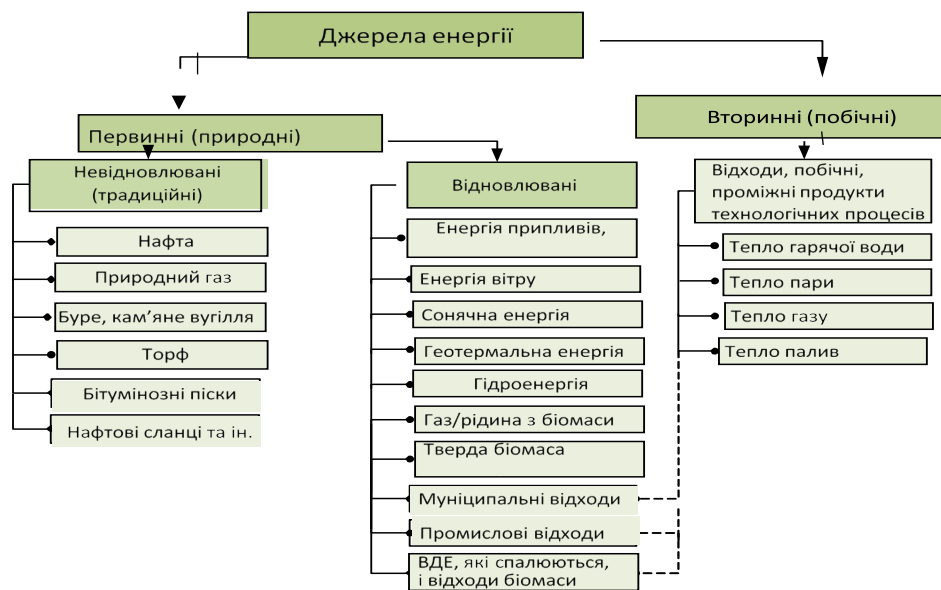 Джерела енергії
Первинні (природні)
Вторинні (побічні)
Невідновлювані
(традиційні)
Нафта
Природний газ
Буре, кам’яне вугілля
Торф
Бітумінозні піски
Нафтові сланці та ін.
Відновлювані
Енергія припливів,
Енергія вітру
Сонячна енергія
Геотермальна енергія
Гідроенергія
Газ/рідина з біомаси
Тверда біомаса
Муніципальні відходи
Промислові відходи
ВДЕ, які спалюються,
і відходи біомаси
Відходи, побічні,
проміжні продукти
технологічних процесів
Тепло гарячої води
Тепло пари
Тепло газу
Тепло палив